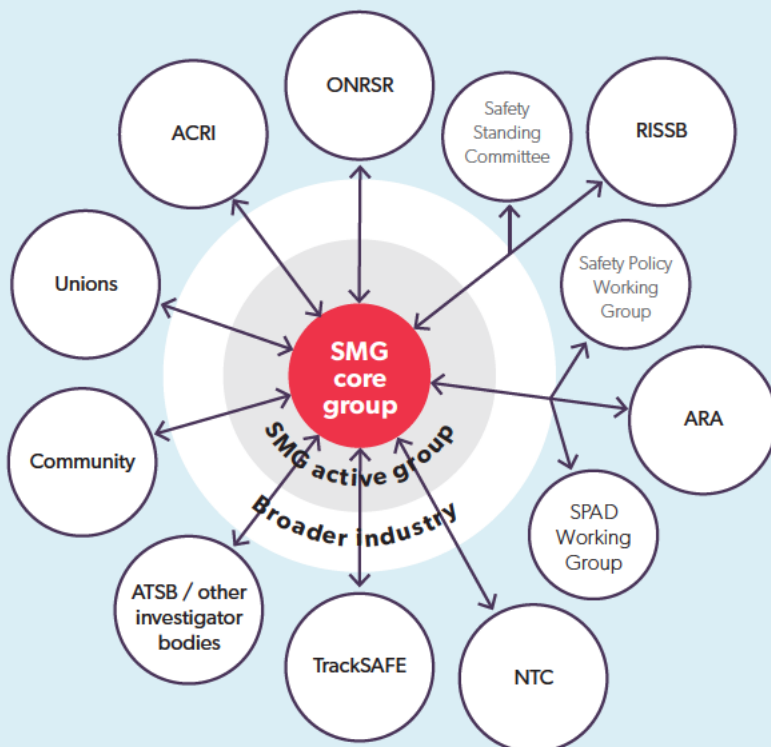 ONRSR
ACRI
Safety
Standing
Committee
RISSB
Unions
Safety Policy
Working
Group
SMG
core
group
ARA
Community
SMG active group
Broader industry
SPAD
Working
Group
ATSB / other
investigator
bodies
TrackSAFE
NTC